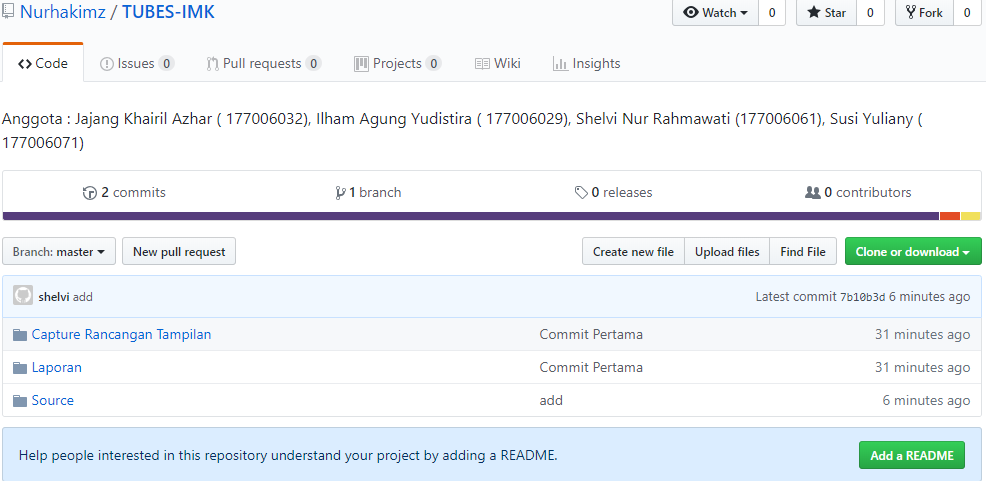 Nurhakimz / TUBES-IMK Watch 0 Star 0 Fork 0
Code Issues 0 Pull requests 0 Projects 0 Wiki Insights
Anggota : Jajang Khairil Azhar ( 177006032), Ilham Agung Yudistira ( 177006029), Shelvi Nur Rahmawati (177006061), Susi Yuliany (
177006071)
2 commits 1 branch 0 releases 0 contributors
Branch: master New pull request Create new file Upload files Find File Clone or download
shelvi add Latest commit 7b10b3d 6 minutes ago
Capture Rancangan Tampilan Commit Pertama 31 minutes ago
Laporan Commit Pertama 31 minutes ago
Source add 6 minutes ago
Help people interested in this repository understand your project by adding a README. Add a README